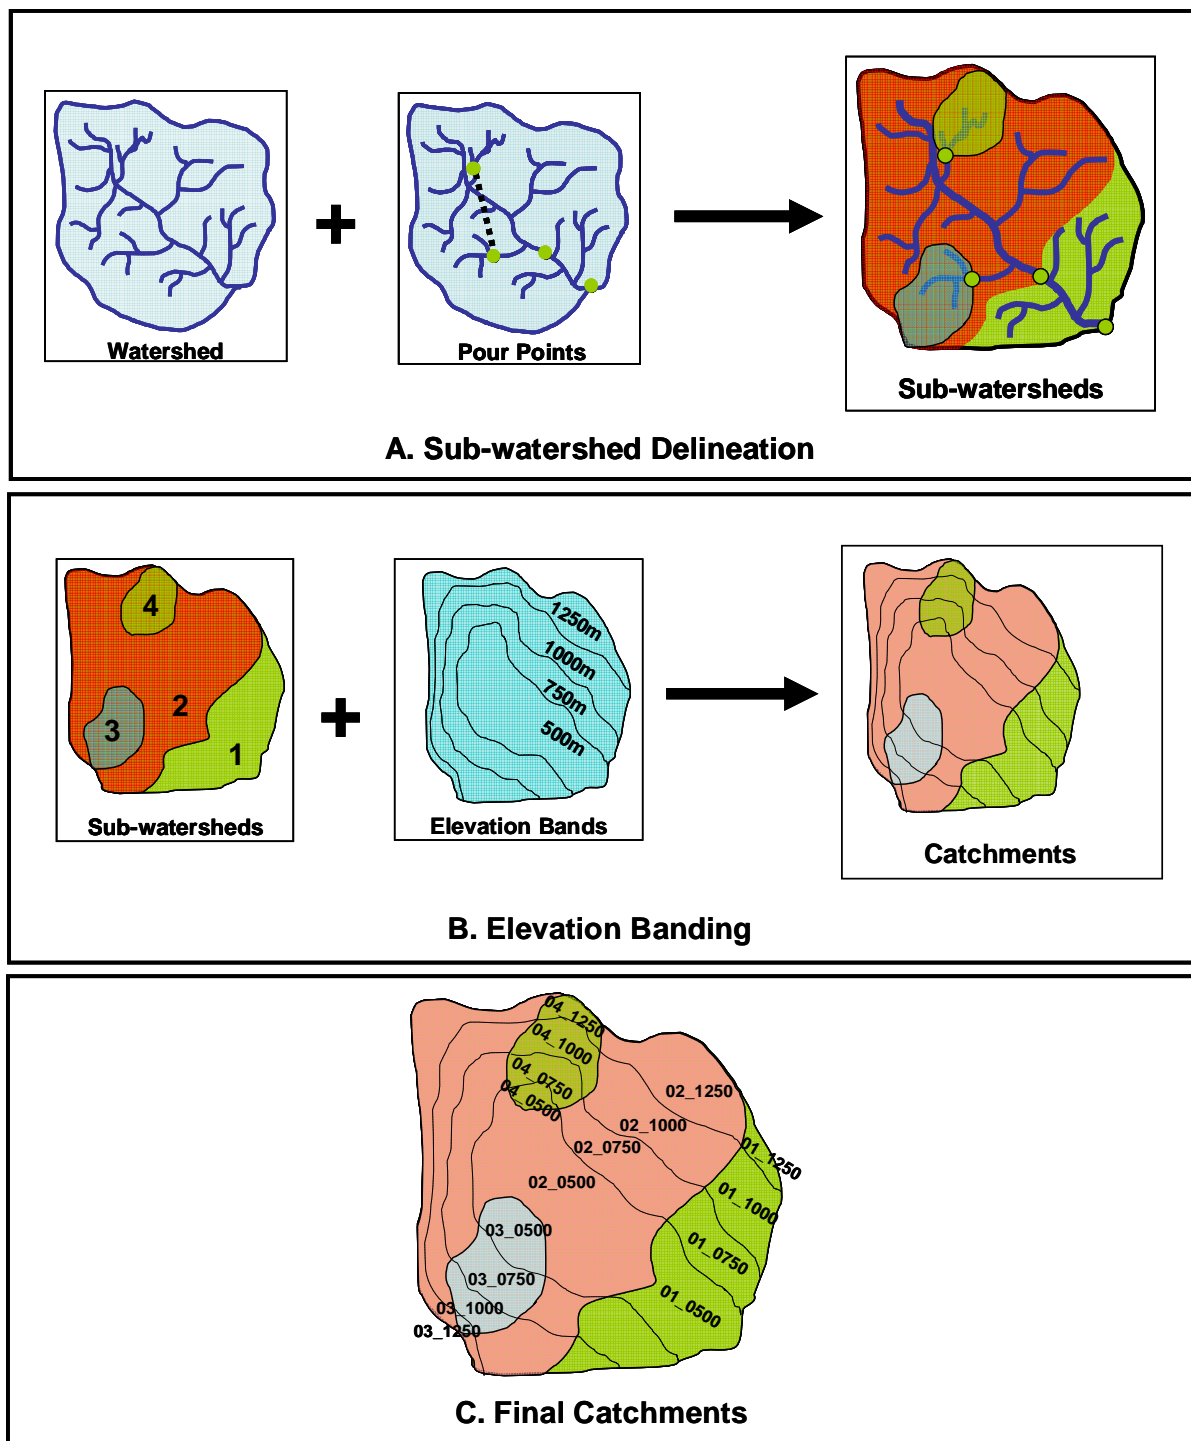 Watershed
+
Pour Points
Sub-watersheds
A. Sub-watershed Delineation
4
3
2
1
Sub-watersheds
+
1250m
1000m
750m
500m
Elevation Bands
Catchments
B. Elevation Banding
04_1250
04_1000
04_0750
04_0500
02_1250
02_1000
02_0750
02_0500
01_1250
01_1000
01_0750
01_0500
03_0500
03_0750
03_1000
03_1250
C. Final Catchments